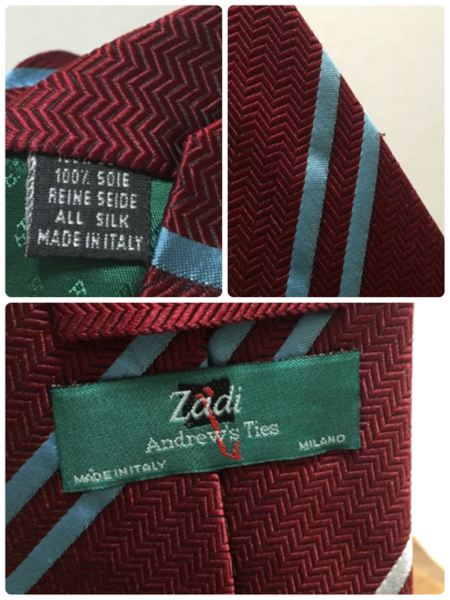 100% SOIE
REINE SEIDE
ALL SILK
MADE IN ITALY
Zadi
Andrew's Ties
MADE IN ITALY
MILANO